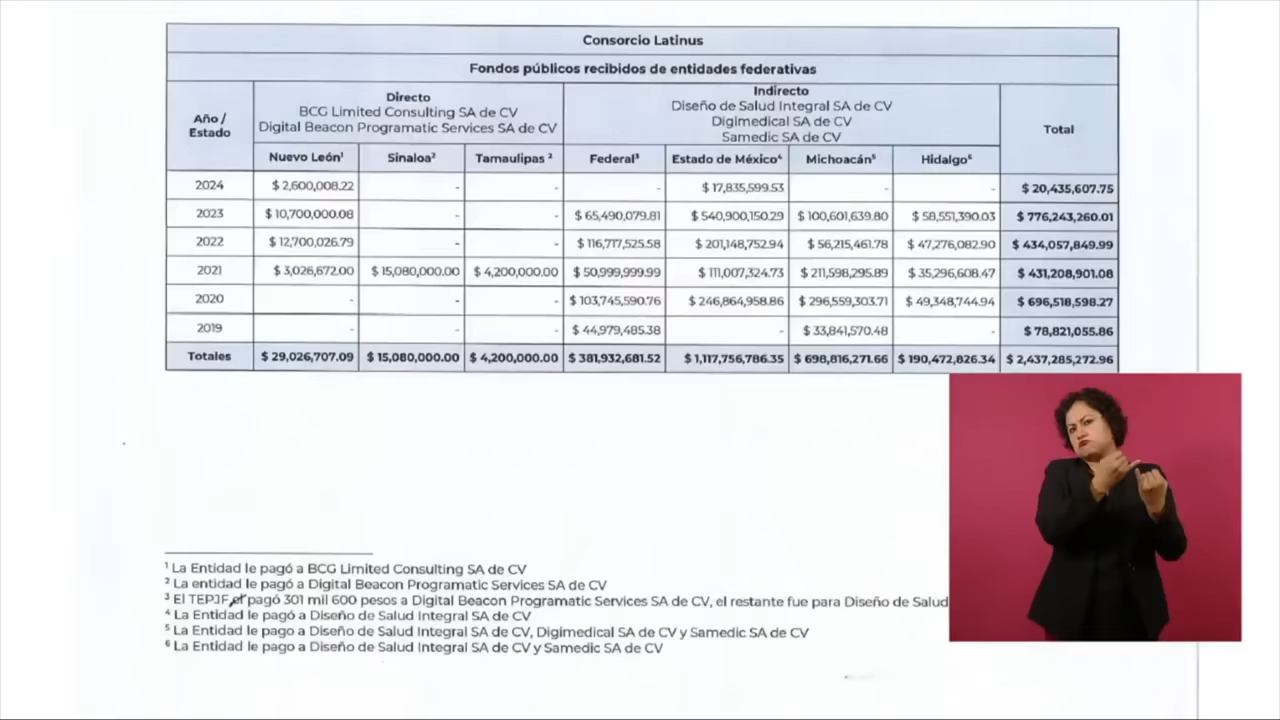 Consorcio Latinus
Fondos públicos recibidos de entidades federativas
Año / Estado
Directo
BCG Limited Consulting SA de CV
Digital Beacon Programatic Services SA de CV
Indirecto
Diseño de Salud Integral SA de CV
Digimedical SA de CV
Samedic SA de CV
Total
Nuevo León¹ Sinaloa² Tamaulipas ² Federal³ Estado de México⁴ Michoacán⁵ Hidalgo⁶
2024 $ 2,600,008.22 - - - $ 17,835,599.53 - - $ 20,435,607.75
2023 $ 10,700,000.08 - - $ 65,490,079.81 $ 540,900,150.29 $ 100,601,639.80 $ 58,551,390.03 $ 776,243,260.01
2022 $ 12,700,026.79 - - $ 116,717,525.58 $ 201,148,752.94 $ 56,215,461.78 $ 47,276,082.90 $ 434,057,849.99
2021 $ 3,026,672.00 $ 15,080,000.00 $ 4,200,000.00 $ 50,999,999.99 $ 111,007,324.73 $ 211,598,295.89 $ 35,296,608.47 $ 431,208,901.08
2020 - - - $ 103,745,590.76 $ 246,864,958.86 $ 296,559,303.71 $ 49,348,744.94 $ 696,518,598.27
2019 - - - $ 44,979,485.38 - $ 33,841,570.48 - $ 78,821,055.86
Totales $ 29,026,707.09 $ 15,080,000.00 $ 4,200,000.00 $ 381,932,681.52 $ 1,117,756,786.35 $ 698,816,271.66 $ 190,472,826.34 $ 2,437,285,272.96
¹ La Entidad le pagó a BCG Limited Consulting SA de CV
² La entidad le pagó a Digital Beacon Programatic Services SA de CV
³ El TEPJF pagó 301 mil 600 pesos a Digital Beacon Programatic Services SA de CV, el restante fue para Diseño de Salud
⁴ La Entidad le pagó a Diseño de Salud Integral SA de CV
⁵ La Entidad le pago a Diseño de Salud Integral SA de CV, Digimedical SA de CV y Samedic SA de CV
⁶ La Entidad le pago a Diseño de Salud Integral SA de CV y Samedic SA de CV